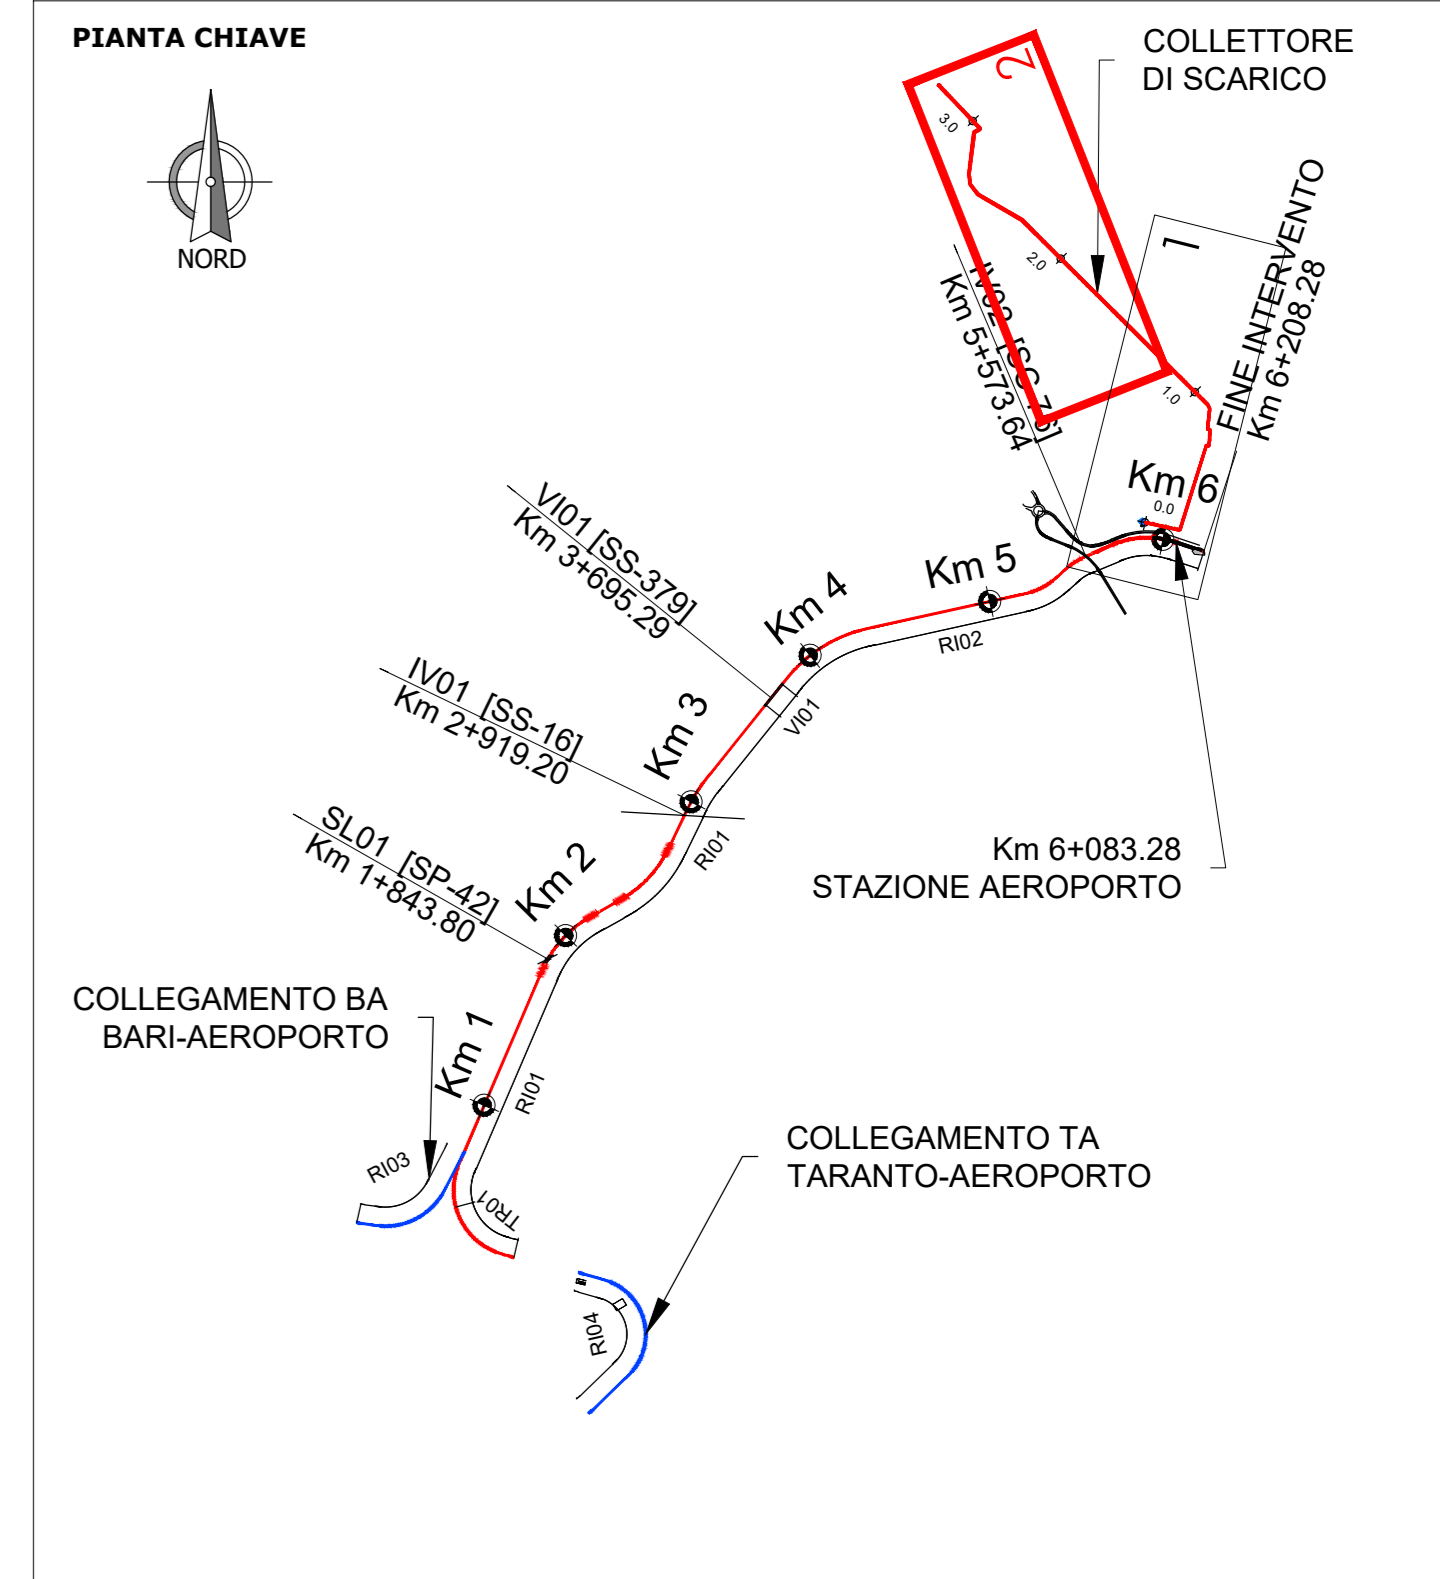 PIANTA CHIAVE
NORD
COLLETTORE
DI SCARICO
2
3.0
2.0
1
1.0
0.0
FINE INTERVENTO
Km 6+208.28
IV02 [SC-76]
Km 5+573.64
Km 6
Km 5
RI02
VI01 [SS-379]
Km 3+695.29
Km 4
VI01
IV01 [SS-16]
Km 2+919.20
Km 3
RI01
Km 6+083.28
STAZIONE AEROPORTO
SL01 [SP-42]
Km 1+843.80
Km 2
COLLEGAMENTO BA
BARI-AEROPORTO
Km 1
RI01
RI03
TR01
COLLEGAMENTO TA
TARANTO-AEROPORTO
RI04